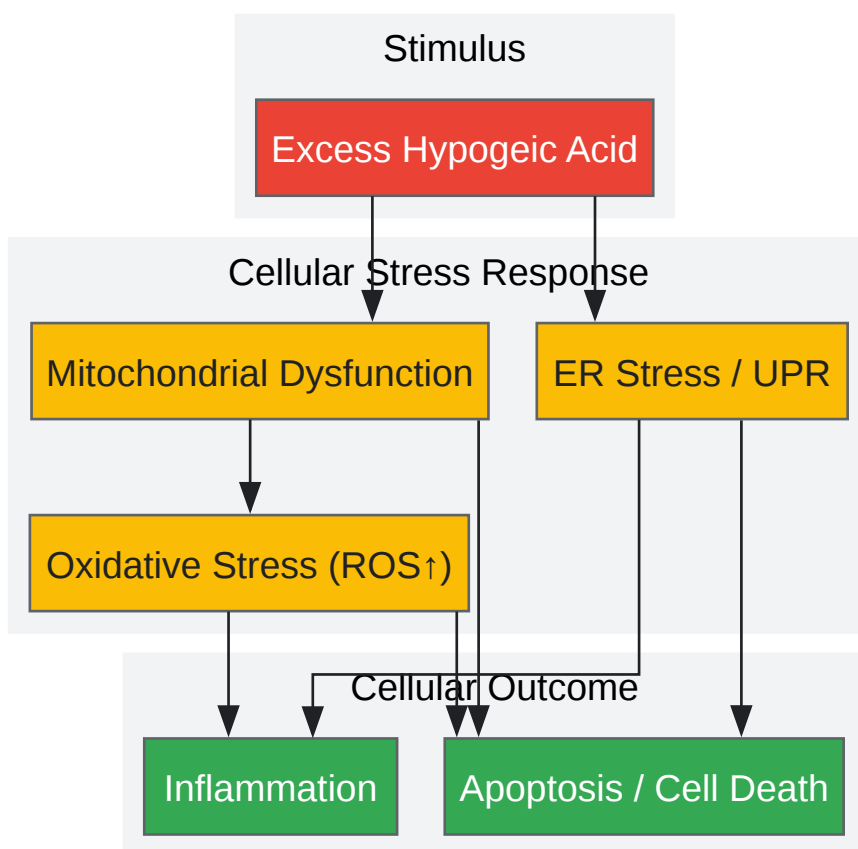 Stimulus
Excess Hypogeic Acid
Cellular Stress Response
Mitochondrial Dysfunction
ER Stress / UPR
Oxidative Stress (ROS↑)
Cellular Outcome
Inflammation
Apoptosis / Cell Death